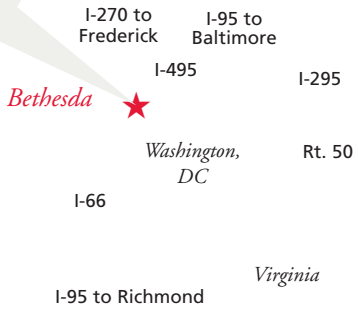 I-270 to
Frederick
I-95 to
Baltimore
I-495
I-295
Bethesda
Washington,
DC
Rt. 50
I-66
Virginia
I-95 to Richmond